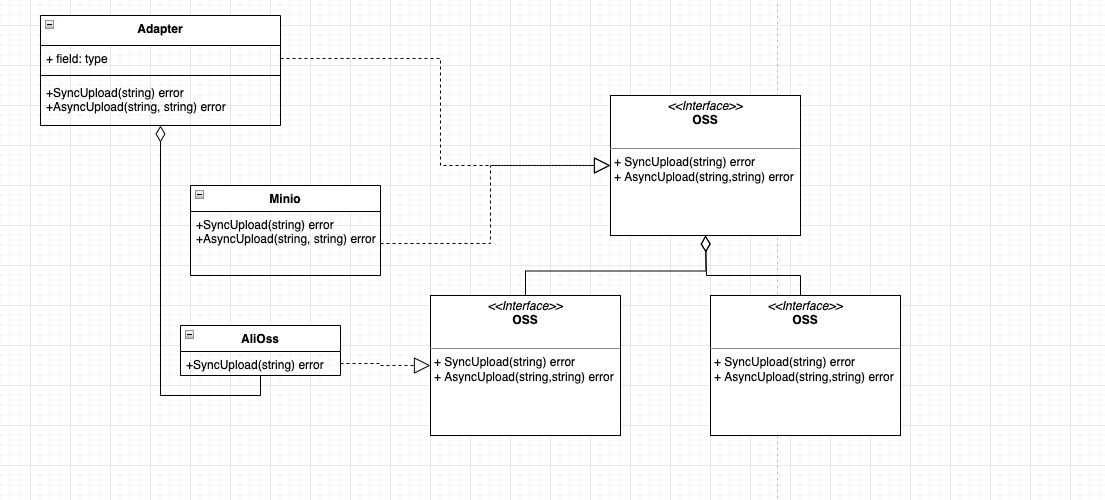 Adapter
+ field: type
+SyncUpload(string) error
+AsyncUpload(string, string) error
<<Interface>>
OSS
+ SyncUpload(string) error
+ AsyncUpload(string,string) error
Minio
+SyncUpload(string) error
+AsyncUpload(string, string) error
<<Interface>>
OSS
+ SyncUpload(string) error
+ AsyncUpload(string,string) error
<<Interface>>
OSS
+ SyncUpload(string) error
+ AsyncUpload(string,string) error
AliOss
+SyncUpload(string) error